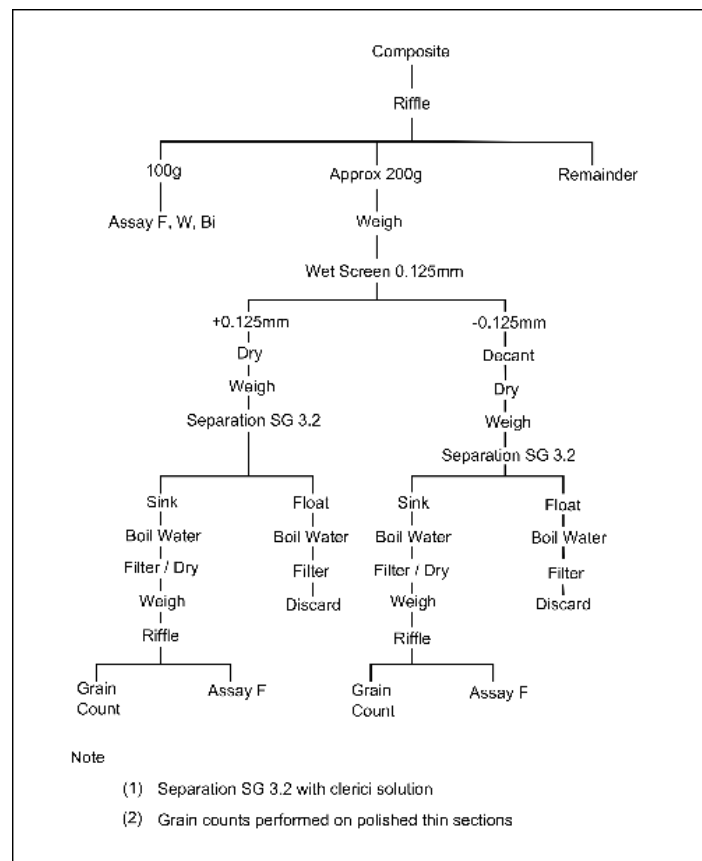 Composite
Riffle
100g Approx 200g Remainder
Assay F, W, Bi Weigh
Wet Screen 0.125mm
+0.125mm -0.125mm
Dry Decant
Weigh Dry
Separation SG 3.2 Weigh
Separation SG 3.2
Sink Float Sink Float
Boil Water Boil Water Boil Water Boil Water
Filter / Dry Filter Filter / Dry Filter
Weigh Discard Weigh Discard
Riffle Riffle
Grain Assay F Grain Assay F
Count Count
Note
(1) Separation SG 3.2 with clerici solution
(2) Grain counts performed on polished thin sections